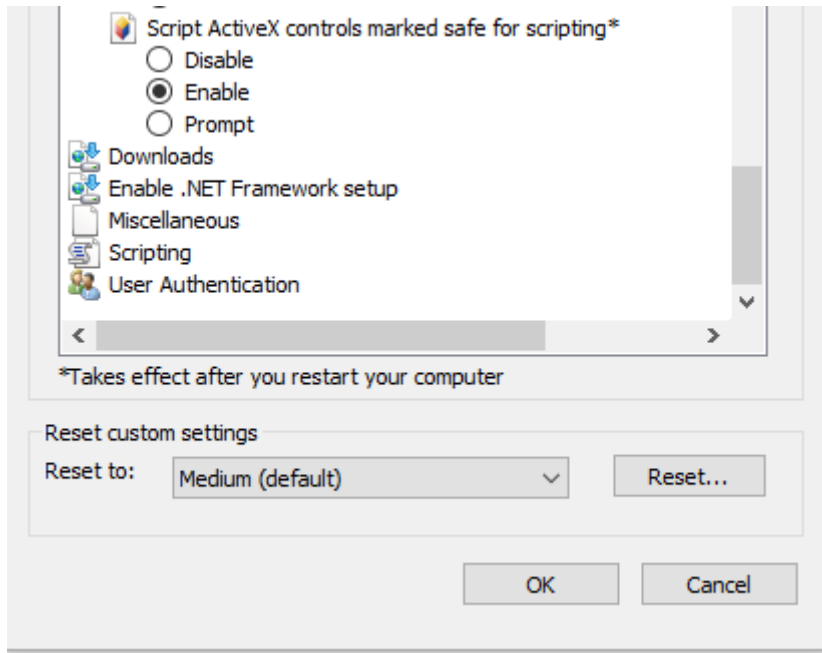 Script ActiveX controls marked safe for scripting*
Disable
Enable
Prompt
Downloads
Enable .NET Framework setup
Miscellaneous
Scripting
User Authentication
*Takes effect after you restart your computer
Reset custom settings
Reset to: Medium (default) Reset...
OK Cancel